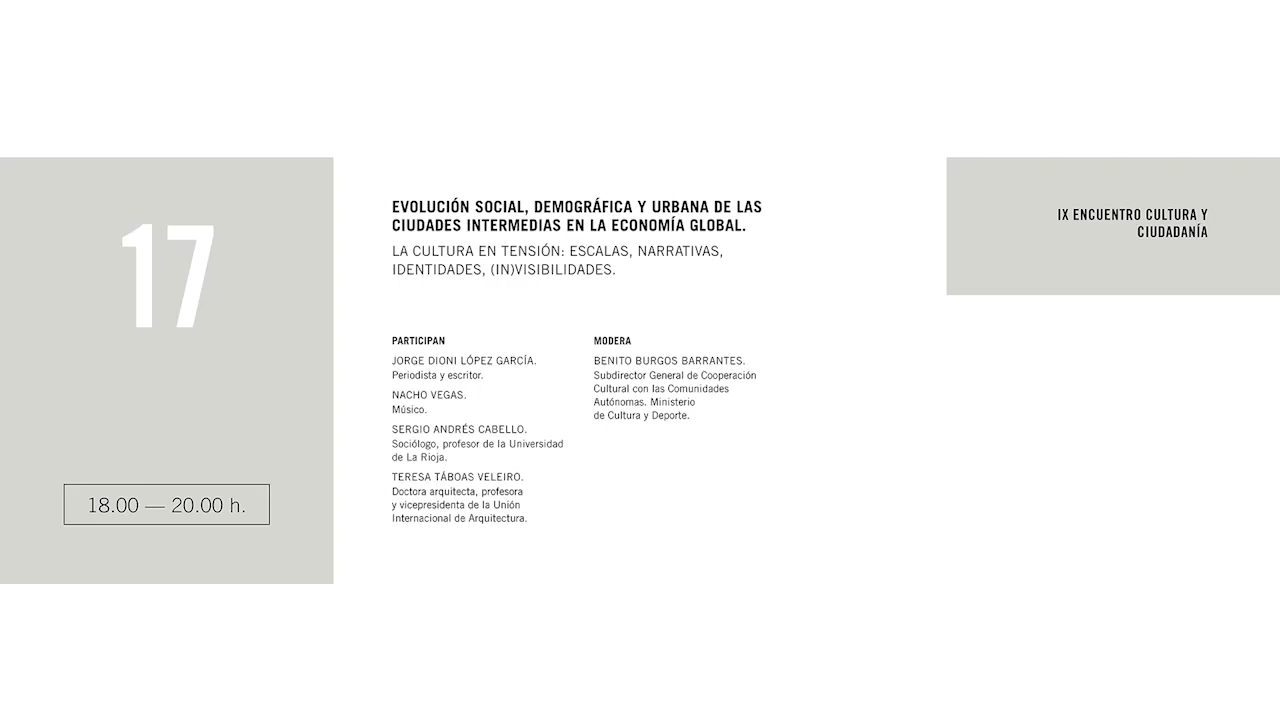 17
18.00 — 20.00 h.
EVOLUCIÓN SOCIAL, DEMOGRÁFICA Y URBANA DE LAS
CIUDADES INTERMEDIAS EN LA ECONOMÍA GLOBAL.
LA CULTURA EN TENSIÓN: ESCALAS, NARRATIVAS,
IDENTIDADES, (IN)VISIBILIDADES.
PARTICIPAN
JORGE DIONI LÓPEZ GARCÍA.
Periodista y escritor.
NACHO VEGAS.
Músico.
SERGIO ANDRÉS CABELLO.
Sociólogo, profesor de la Universidad
de La Rioja.
TERESA TÁBOAS VELEIRO.
Doctora arquitecta, profesora
y vicepresidenta de la Unión
Internacional de Arquitectura.
MODERA
BENITO BURGOS BARRANTES.
Subdirector General de Cooperación
Cultural con las Comunidades
Autónomas. Ministerio
de Cultura y Deporte.
IX ENCUENTRO CULTURA Y
CIUDADANÍA